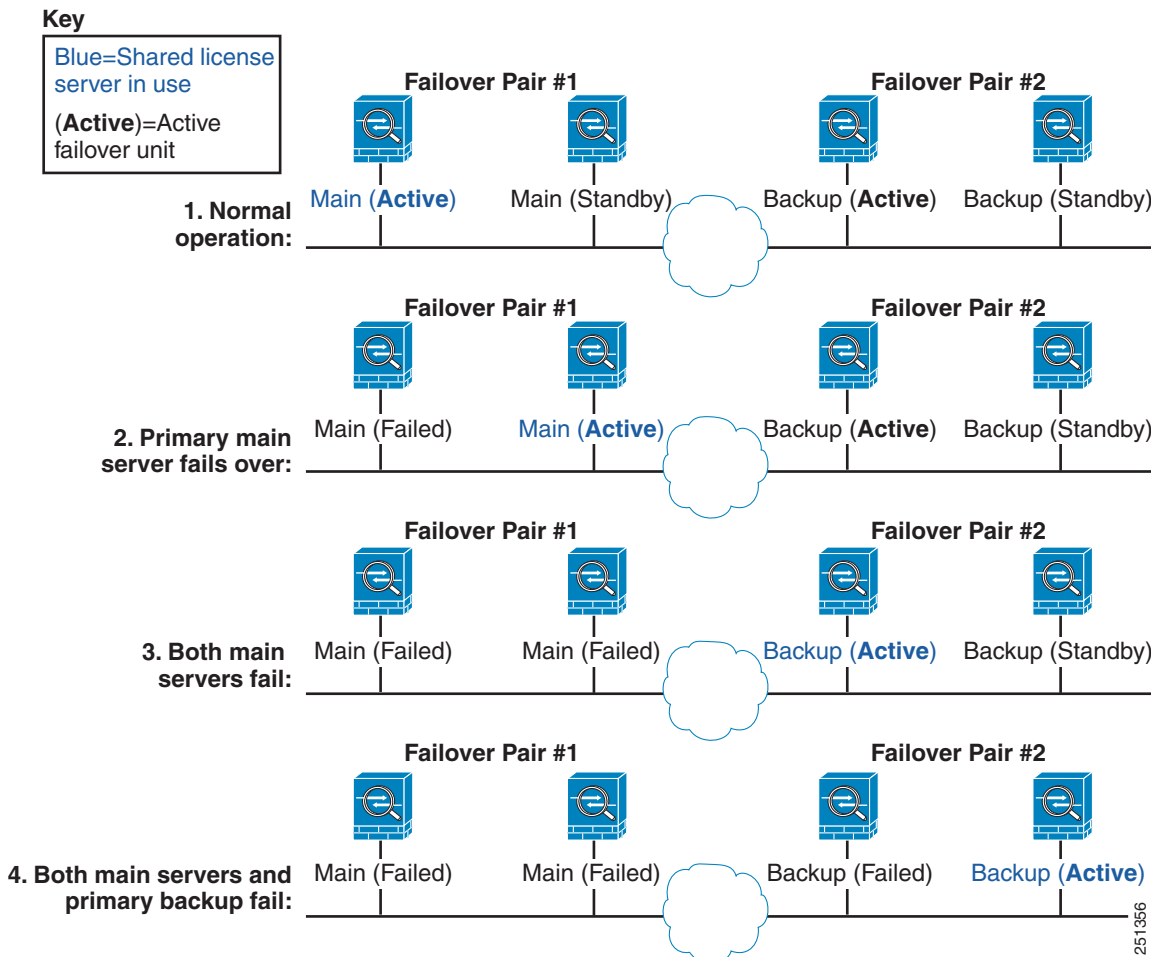 Key
Blue=Shared license
server in use
(Active)=Active
failover unit
Failover Pair #1
Failover Pair #2
1. Normal
operation:
Main (Active)
Main (Standby)
Backup (Active)
Backup (Standby)
Failover Pair #1
Failover Pair #2
2. Primary main
server fails over:
Main (Failed)
Main (Active)
Backup (Active)
Backup (Standby)
Failover Pair #1
Failover Pair #2
3. Both main
servers fail:
Main (Failed)
Main (Failed)
Backup (Active)
Backup (Standby)
Failover Pair #1
Failover Pair #2
4. Both main servers and
primary backup fail:
Main (Failed)
Main (Failed)
Backup (Failed)
Backup (Active)
251356